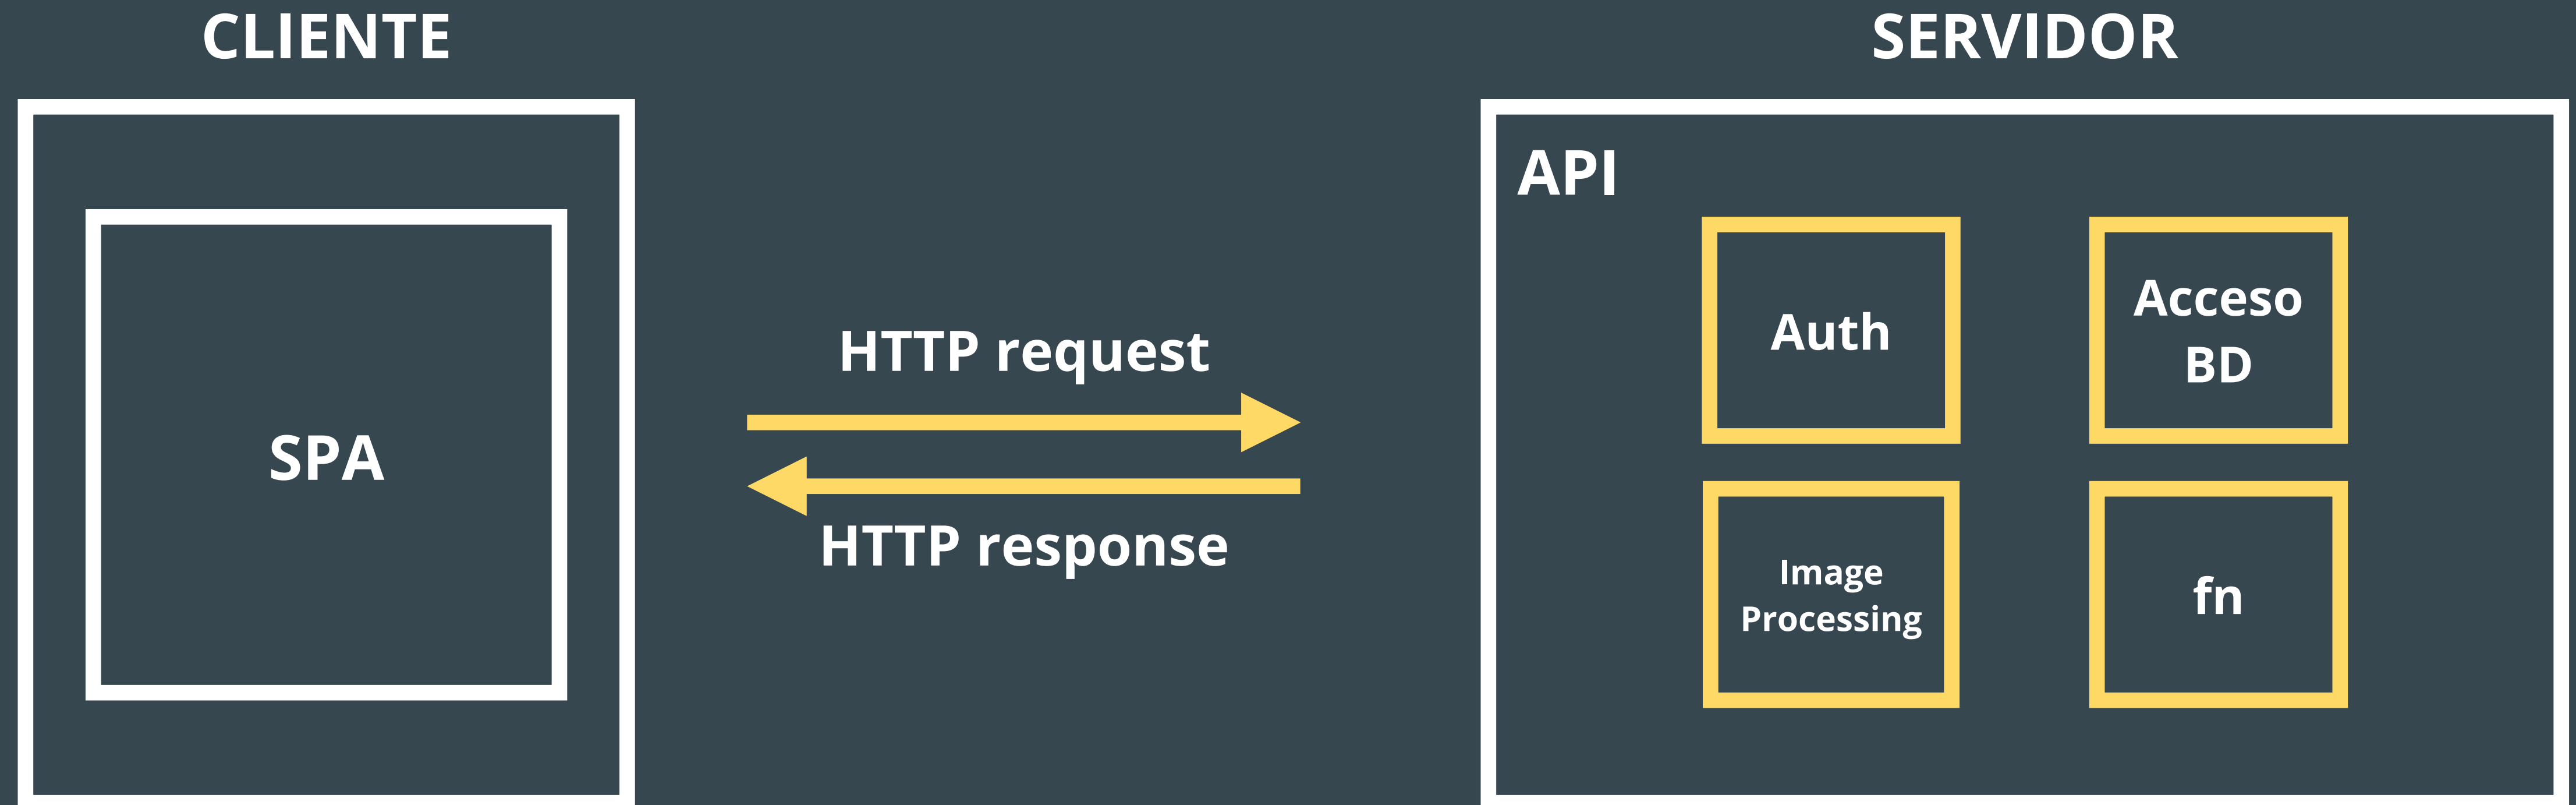 CLIENTE
SERVIDOR
SPA
HTTP request
HTTP response
API
Auth
Acceso
BD
Image
Processing
fn